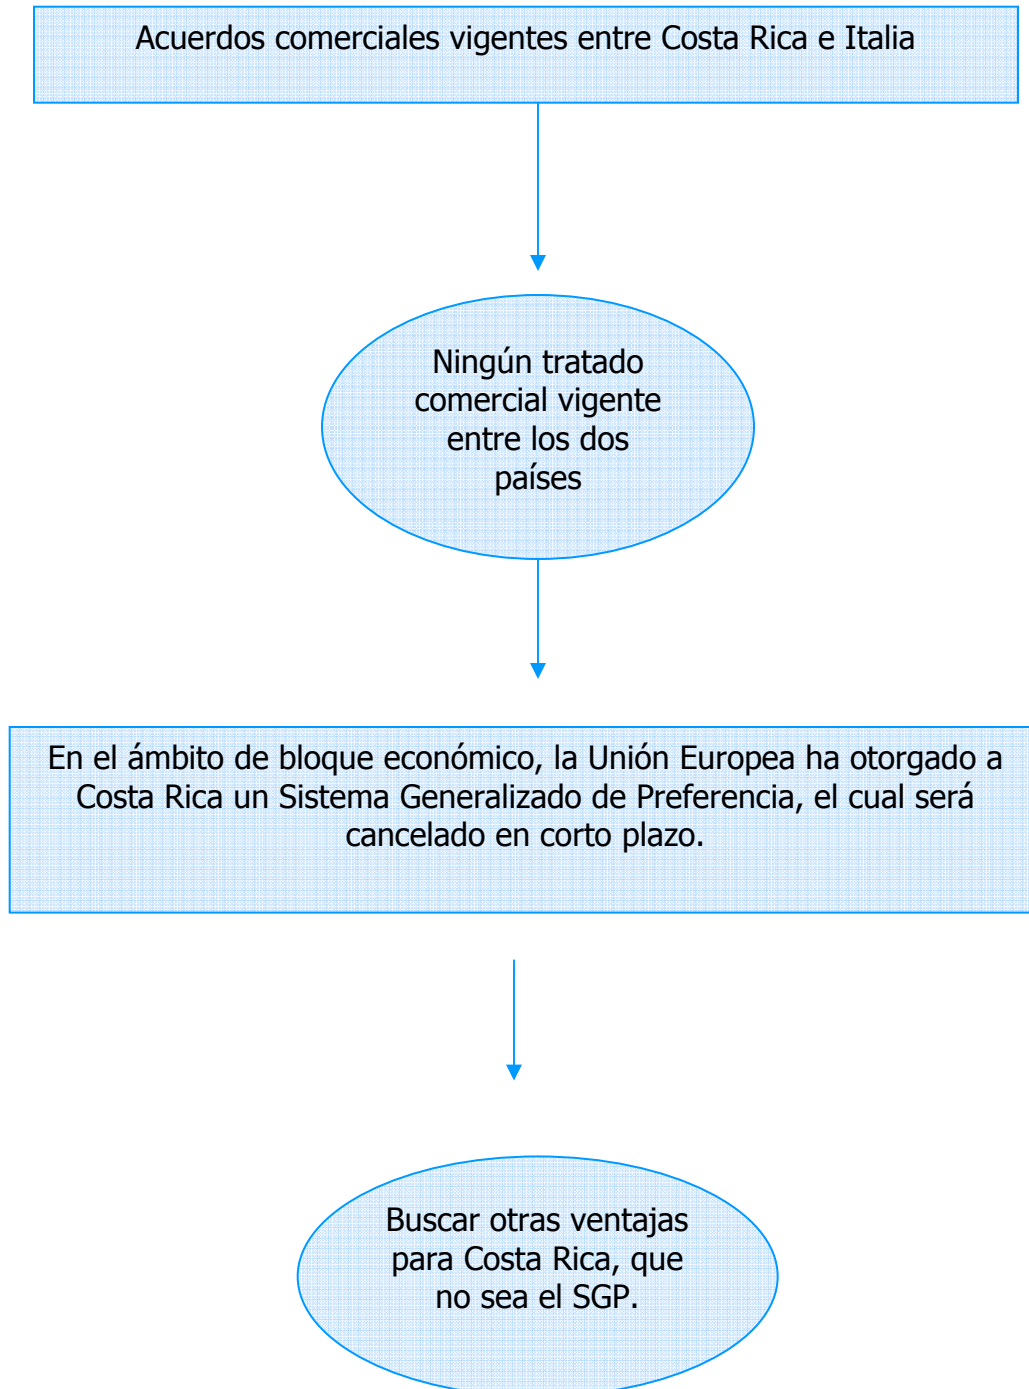 Acuerdos comerciales vigentes entre Costa Rica e Italia
Ningún tratado
comercial vigente
entre los dos
países
En el ámbito de bloque económico, la Unión Europea ha otorgado a
Costa Rica un Sistema Generalizado de Preferencia, el cual será
cancelado en corto plazo.
Buscar otras ventajas
para Costa Rica, que
no sea el SGP.